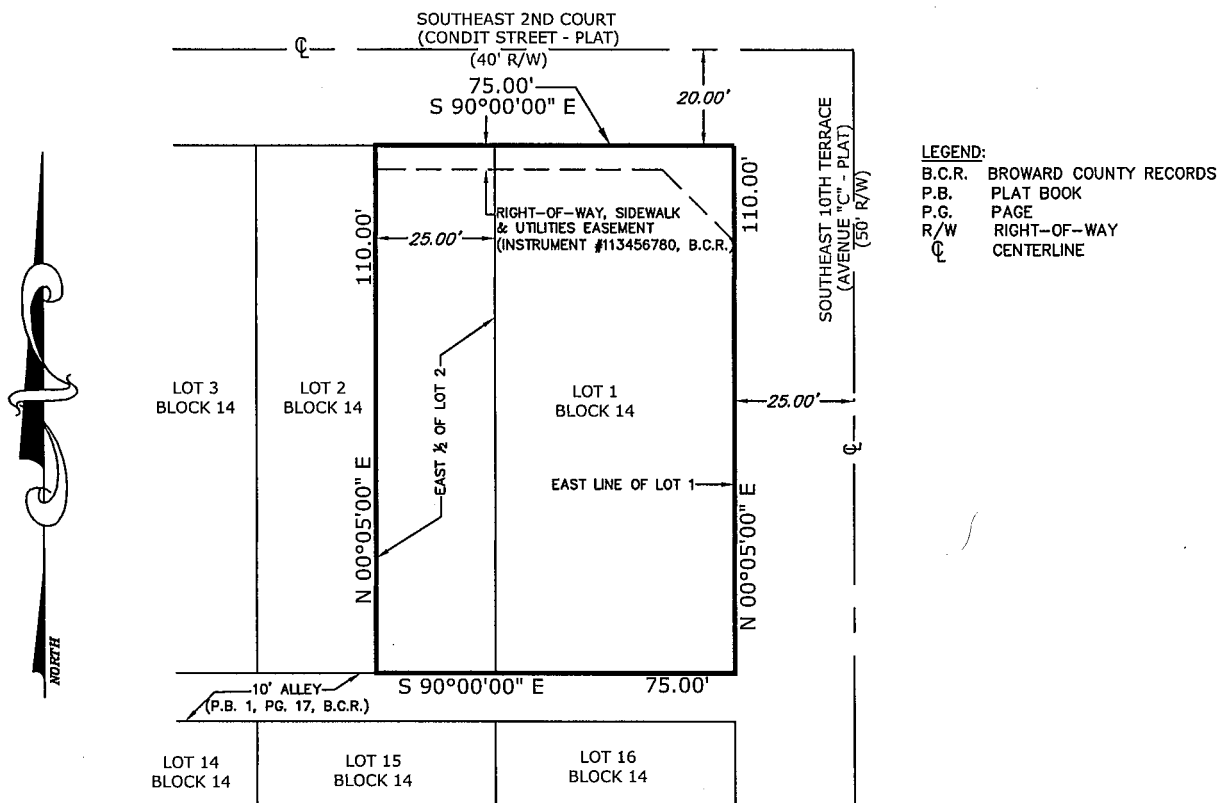 SOUTHEAST 2ND COURT
(CONDIT STREET - PLAT)
(40' R/W)
℄
75.00'
S 90°00'00" E
20.00'
110.00'
110.00'
RIGHT-OF-WAY, SIDEWALK
& UTILITIES EASEMENT
(INSTRUMENT #113456780, B.C.R.)
25.00'
SOUTHEAST 10TH TERRACE
(AVENUE "C" - PLAT)
(50' R/W)
LEGEND:
B.C.R. BROWARD COUNTY RECORDS
P.B. PLAT BOOK
P.G. PAGE
R/W RIGHT-OF-WAY
℄ CENTERLINE
LOT 3
BLOCK 14
LOT 2
BLOCK 14
EAST ½ OF LOT 2
LOT 1
BLOCK 14
25.00'
℄
EAST LINE OF LOT 1
N 00°05'00" E
N 00°05'00" E
NORTH
S 90°00'00" E
75.00'
10' ALLEY
(P.B. 1, PG. 17, B.C.R.)
LOT 14
BLOCK 14
LOT 15
BLOCK 14
LOT 16
BLOCK 14